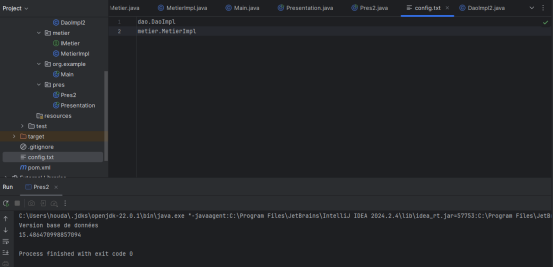 Project
IMetier.java
MetierImpl.java
Main.java
Presentation.java
Pres2.java
config.txt
DaoImpl2.java
DaoImpl2
metier
IMetier
MetierImpl
org.example
Main
pres
Pres2
Presentation
resources
test
target
.gitignore
config.txt
pom.xml
1 dao.DaoImpl
2 metier.MetierImpl
Run
Pres2
C:\Users\houda\.jdks\openjdk-22.0.1\bin\java.exe "-javaagent:C:\Program Files\JetBrains\IntelliJ IDEA 2024.2.4\lib\idea_rt.jar=37753:C:\Program Files\JetB
Version base de données
15.486470998857094
Process finished with exit code 0